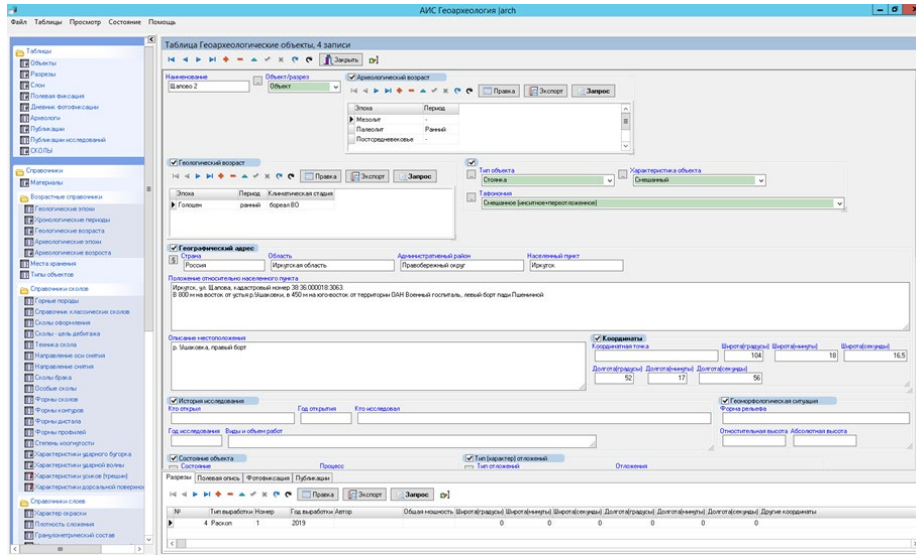 АИС Геоархеология |arch
Файл Таблицы Просмотр Состояние Помощь
Таблицы
Объекты
Разрезы
Слои
Полевая фиксация
Дневник фотофиксации
Археологи
Публикации
Публикации исследований
СКОЛЫ
Справочники
Материалы
Возрастные справочники
Геологические эпохи
Хронологические периоды
Геологические возраста
Археологические эпохи
Археологические возроста
Места хранения
Типы объектов
Справочники сколов
Горные породы
Справочник классических сколов
Сколы оформления
Сколы - цель дебитажа
Техника скола
Направление оси снятия
Направление снятия
Сколы брака
Особые сколы
Формы сколов
Формы контуров
Формы дистала
Формы профилей
Степень изогнутости
Характеристики ударного бугорка
Характеристики ударной волны
Характеристики усиков (трещин)
Характеристики дорсальной поверхнос
Справочники слоев
Характер окраски
Плотность сложения
Гранулометрический состав
Таблица Геоархеологические объекты, 4 записи
Закрыть
Наименование
Щапово 2
Объект/разрез
Объект
Археологический возраст
Правка Экспорт Запрос
Эпоха Период
Мезолит -
Палеолит Ранний
Постсредневековье -
Геологический возраст
Правка Экспорт Запрос
Эпоха Период Климатическая стадия
Голоцен ранний бореал BO
Тип объекта
Стоянка
Характеристика объекта
Смешанный
Тафономия
Смешанное (инситное+переотложенное)
Географический адрес
Страна Область Административный район Населенный пункт
Россия Иркутская область Правобережный округ Иркутск
Положение относительно населенного пункта
Иркутск, ул. Щапова, кадастровый номер 38:36:000018:3063.
В 800 м на восток от устья р.Ушаковки, в 450 м на юго-восток от территории ОАН Военный госпиталь, левый борт пади Пшеничной
Описание местоположения
р. Ушаковка, правый борт
Координаты
Координатная точка Широта(градусы) Широта(минуты) Широта(секунды)
104 18 16,5
Долгота(градусы) Долгота(минуты) Долгота(секунды)
52 17 56
История исследования
Кто открыл Год открытия Кто исследовал
Год исследования Виды и объем работ
Геоморфологическая ситуация
Форма рельефа
Относительная высота Абсолютная высота
Состояние объекта
Состояние Процесс
Тип (характер) отложений
Тип отложений Отложения
Разрезы Полевая опись Фотофиксация Публикации
Правка Экспорт Запрос
№ Тип выработки Номер Год выработки Автор Общая мощность Широта(градусы) Широта(минуты) Широта(секунды) Долгота(градусы) Долгота(минуты) Долгота(секунды) Другие координаты
4 Раскоп 1 2019 0 0 0 0 0 0